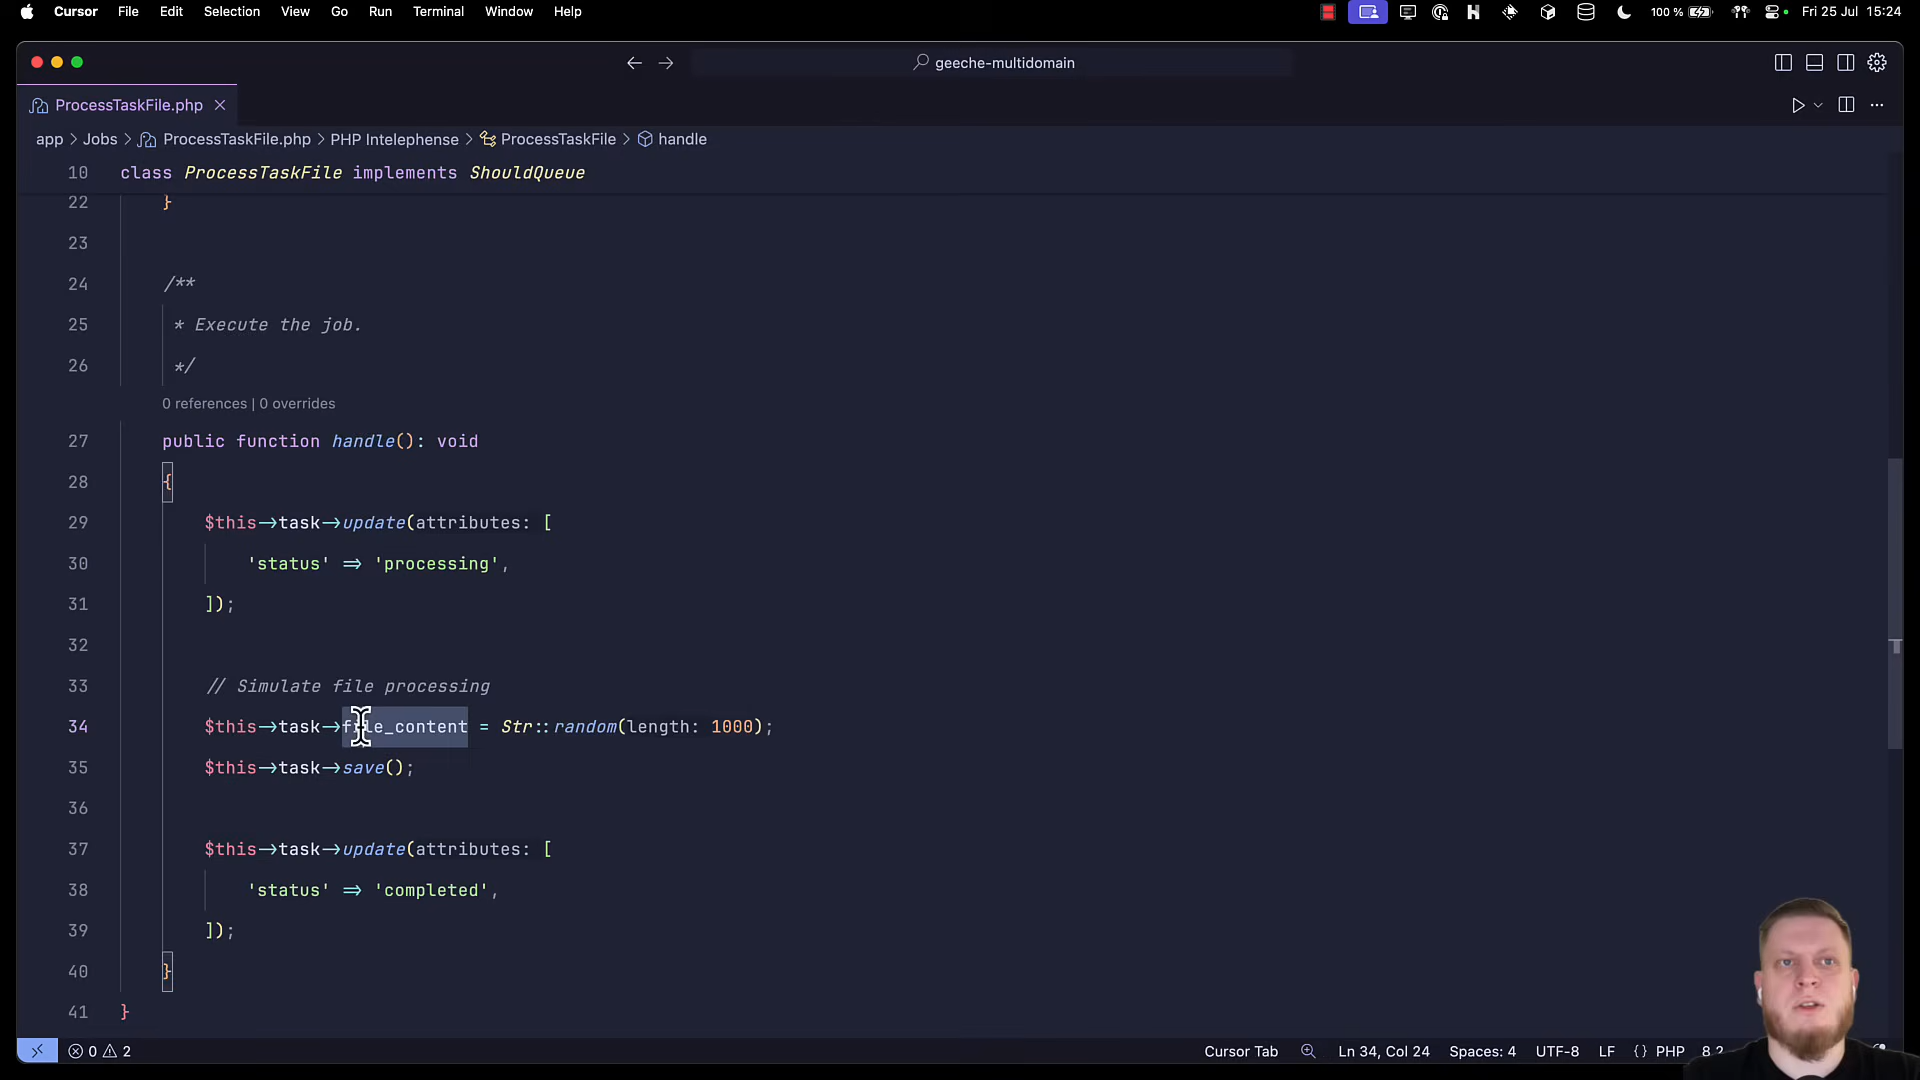 Cursor File Edit Selection View Go Run Terminal Window Help 100 % Fri 25 Jul 15:24
geeche-multidomain
ProcessTaskFile.php
app > Jobs > ProcessTaskFile.php > PHP Intelephense > ProcessTaskFile > handle
10 class ProcessTaskFile implements ShouldQueue
22 }
23
24 /**
25 * Execute the job.
26 */
0 references | 0 overrides
27 public function handle(): void
28 {
29 $this->task->update(attributes: [
30 'status' => 'processing',
31 ]);
32
33 // Simulate file processing
34 $this->task->file_content = Str::random(length: 1000);
35 $this->task->save();
36
37 $this->task->update(attributes: [
38 'status' => 'completed',
39 ]);
40 }
41 }
0 2 Cursor Tab Ln 34, Col 24 Spaces: 4 UTF-8 LF {} PHP 8.2